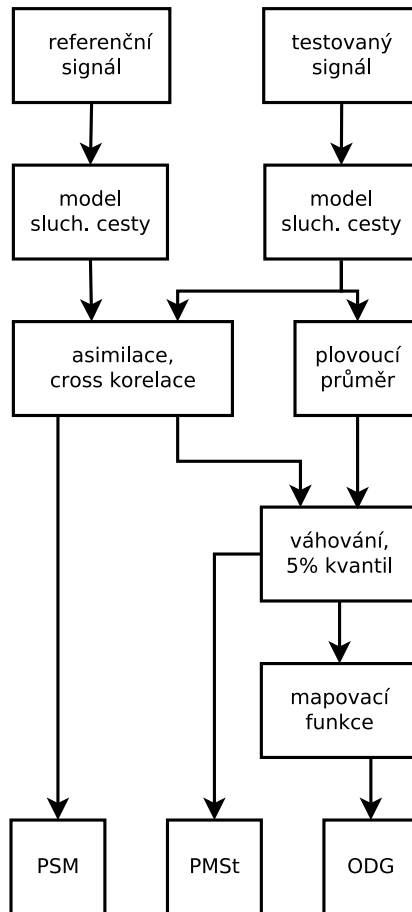 referenční
signál
testovaný
signál
model
sluch. cesty
model
sluch. cesty
asimilace,
cross korelace
plovoucí
průměr
váhování,
5% kvantil
mapovací
funkce
PSM
PMSt
ODG